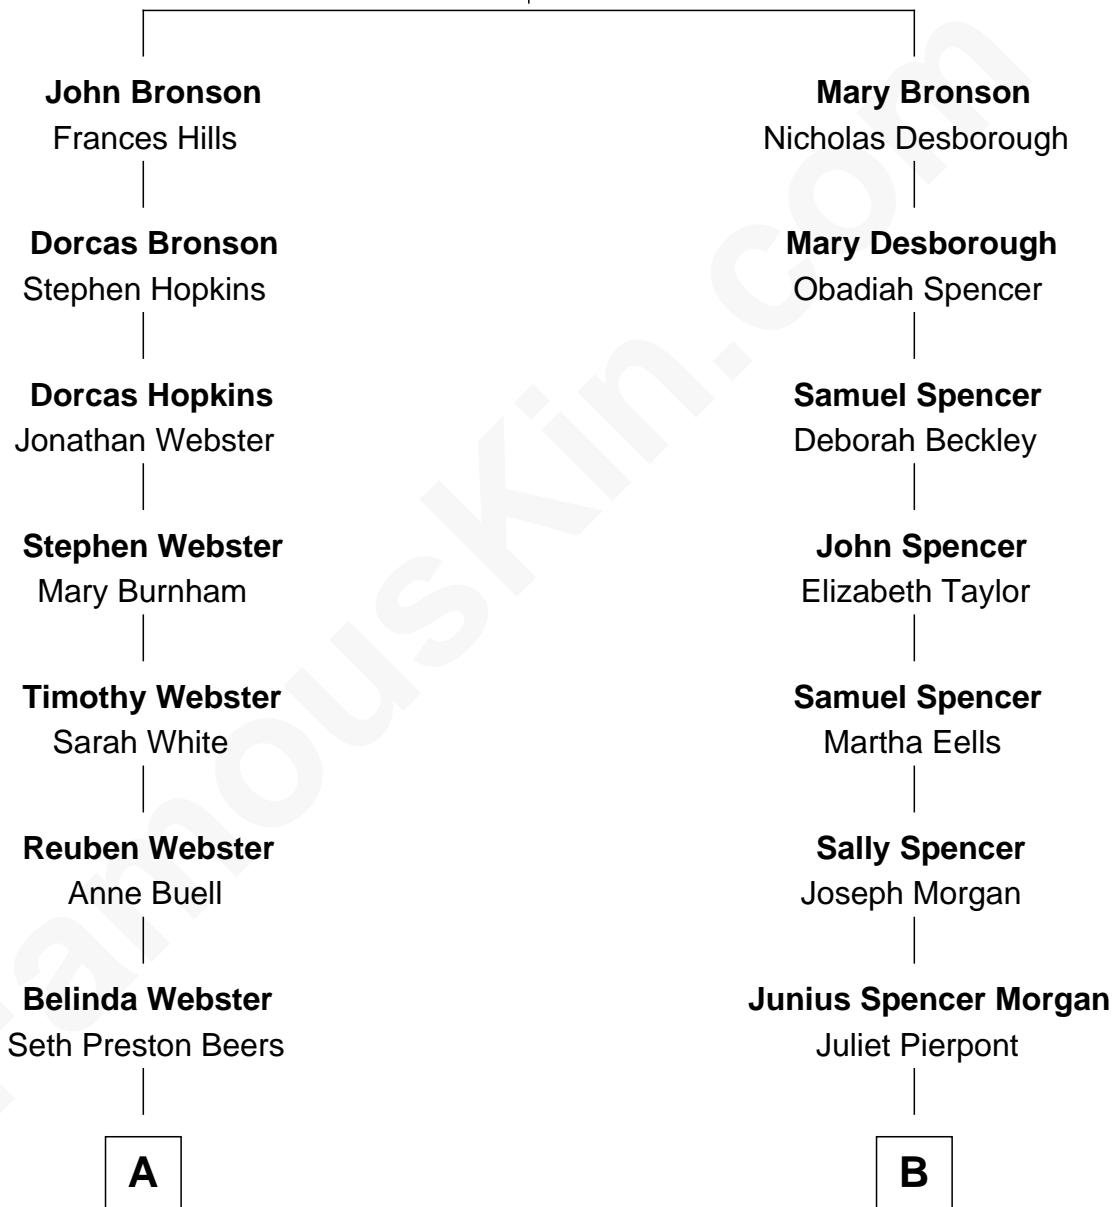 John Bronson
Frances Hills
Mary Bronson
Nicholas Desborough
Dorcas Bronson
Stephen Hopkins
Mary Desborough
Obadiah Spencer
Dorcas Hopkins
Jonathan Webster
Samuel Spencer
Deborah Beckley
Stephen Webster
Mary Burnham
John Spencer
Elizabeth Taylor
Timothy Webster
Sarah White
Samuel Spencer
Martha Eells
Reuben Webster
Anne Buell
Sally Spencer
Joseph Morgan
Belinda Webster
Seth Preston Beers
Junius Spencer Morgan
Juliet Pierpont
A
B
FamousKin.com